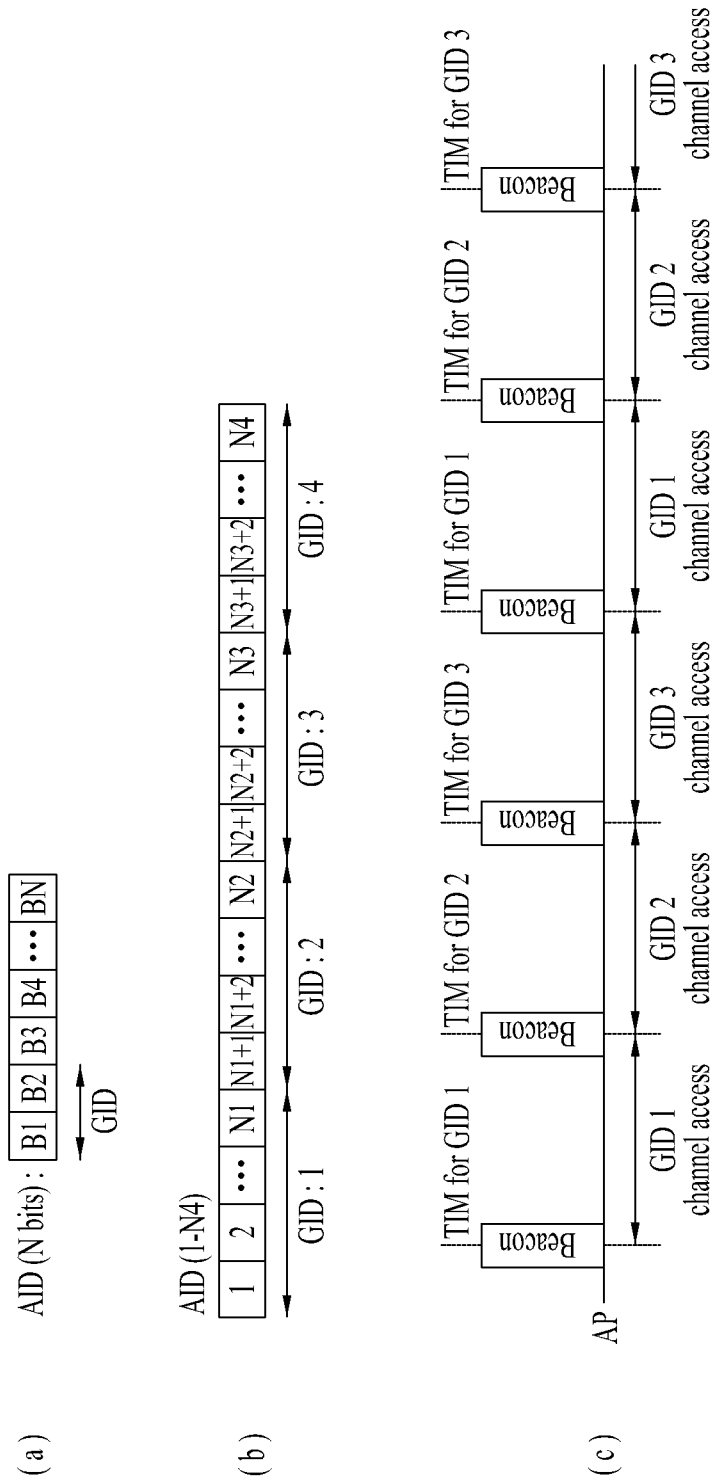 (a)
AID (N bits) : B1 B2 B3 B4 ••• BN
GID
(b)
AID (1-N4)
1 2 ••• N1 N1+1 N1+2 ••• N2 N2+1 N2+2 ••• N3 N3+1 N3+2 ••• N4
GID : 1 GID : 2 GID : 3 GID : 4
(c)
TIM for GID 1 TIM for GID 2 TIM for GID 3 TIM for GID 1 TIM for GID 2 TIM for GID 3
Beacon Beacon Beacon Beacon Beacon Beacon
AP
GID 1 GID 2 GID 3 GID 1 GID 2 GID 3
channel access channel access channel access channel access channel access channel access